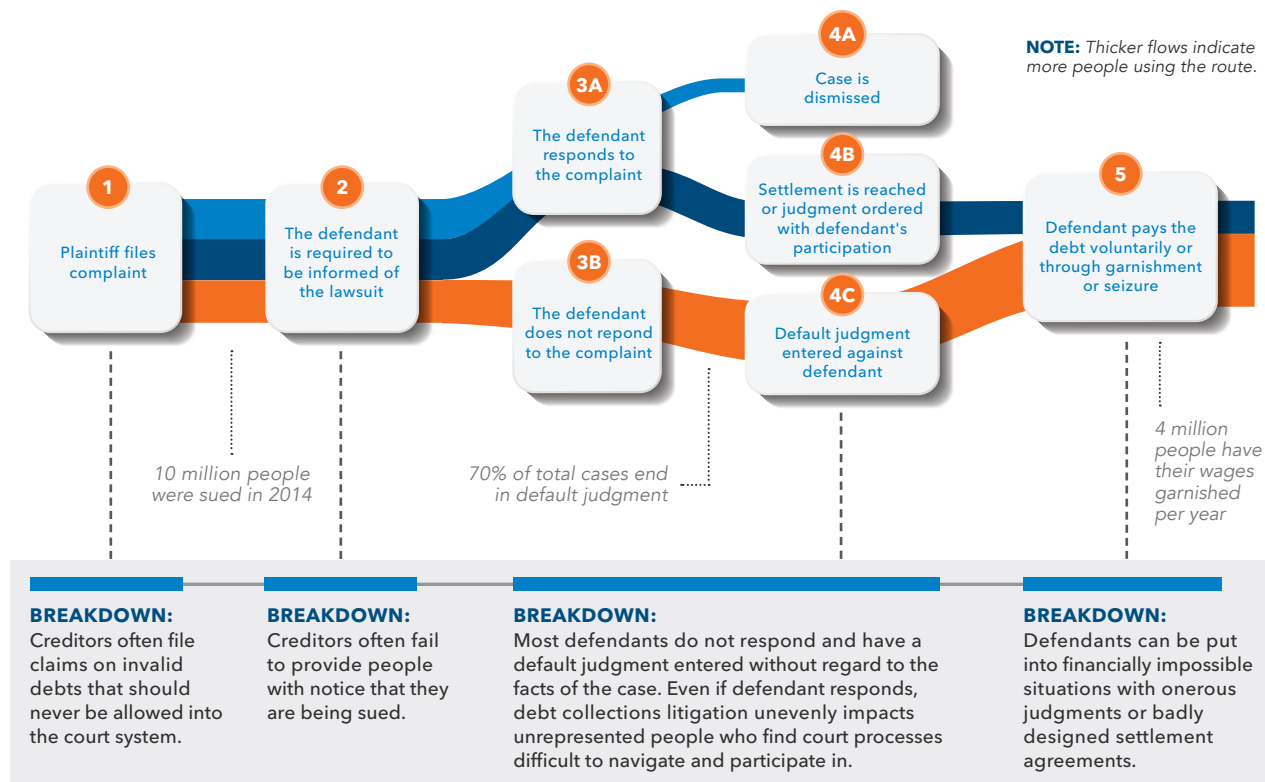 NOTE: Thicker flows indicate
more people using the route.
1
Plaintiff files
complaint
2
The defendant
is required to
be informed of
the lawsuit
3A
The defendant
responds to
the complaint
3B
The defendant
does not repond
to the complaint
4A
Case is
dismissed
4B
Settlement is reached
or judgment ordered
with defendant's
participation
4C
Default judgment
entered against
defendant
5
Defendant pays the
debt voluntarily or
through garnishment
or seizure
10 million people
were sued in 2014
70% of total cases end
in default judgment
4 million
people have
their wages
garnished
per year
BREAKDOWN:
Creditors often file
claims on invalid
debts that should
never be allowed into
the court system.
BREAKDOWN:
Creditors often fail
to provide people
with notice that they
are being sued.
BREAKDOWN:
Most defendants do not respond and have a
default judgment entered without regard to the
facts of the case. Even if defendant responds,
debt collections litigation unevenly impacts
unrepresented people who find court processes
difficult to navigate and participate in.
BREAKDOWN:
Defendants can be put
into financially impossible
situations with onerous
judgments or badly
designed settlement
agreements.